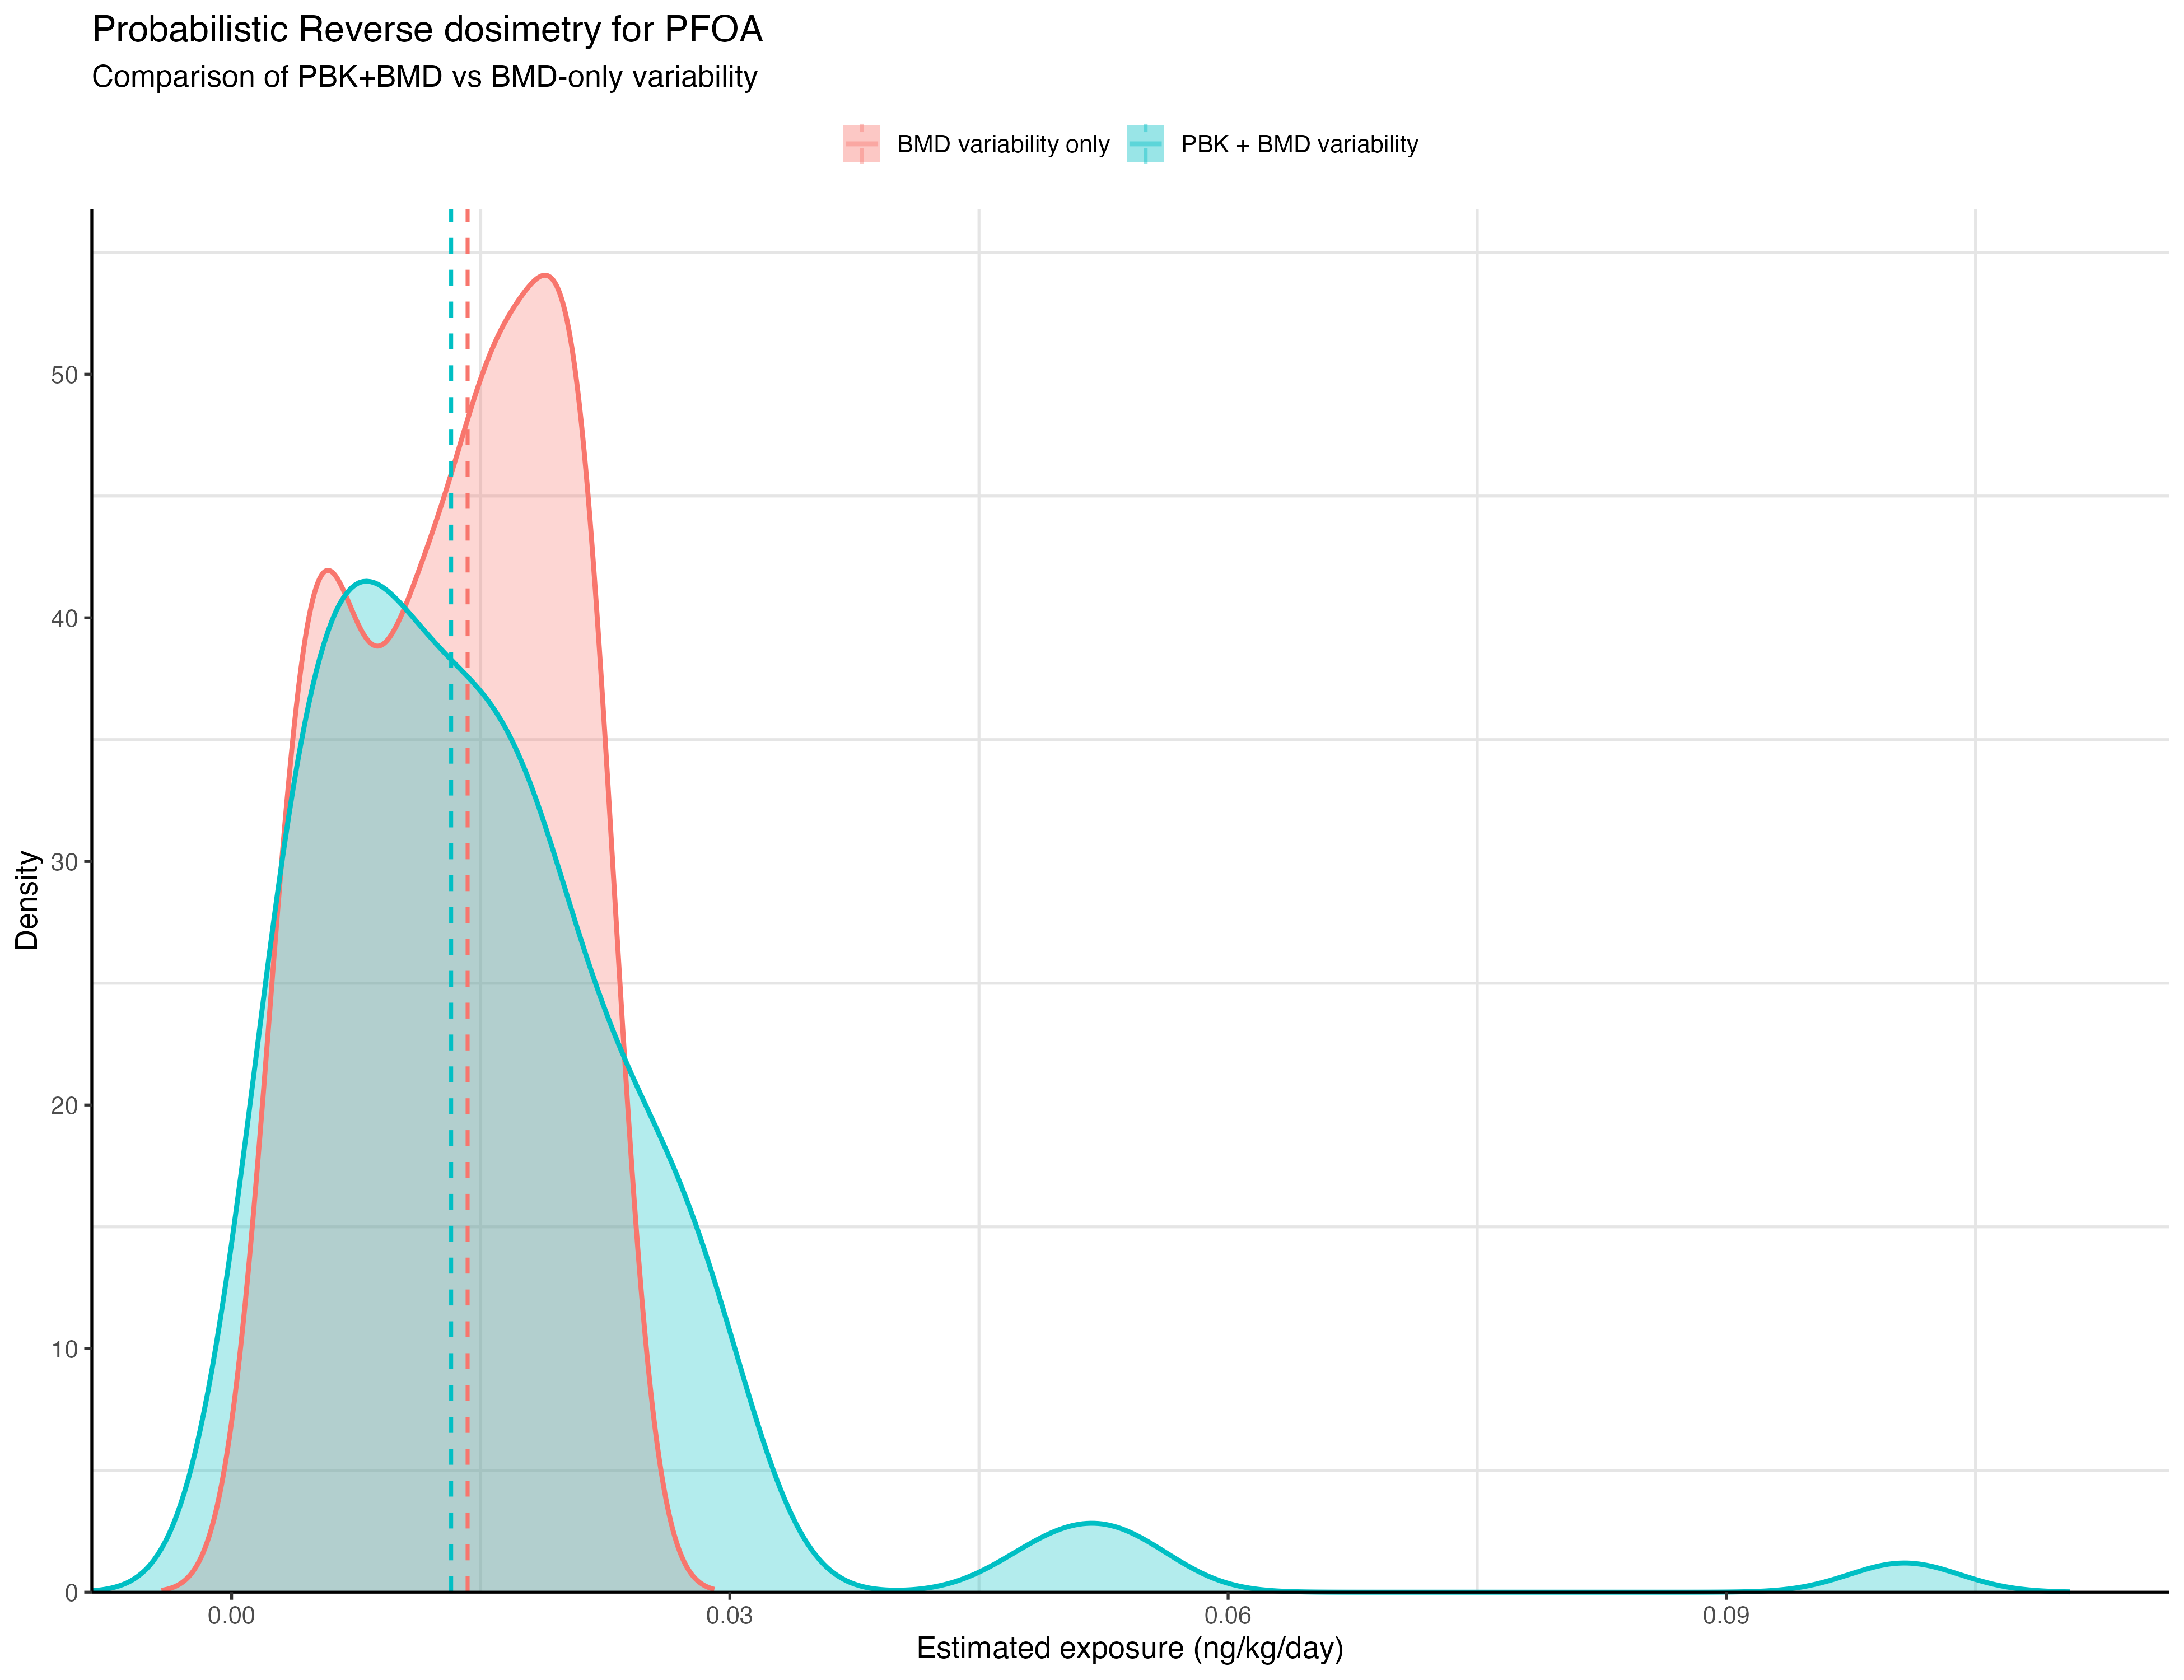 Probabilistic Reverse dosimetry for PFOA
Comparison of PBK+BMD vs BMD-only variability
BMD variability only PBK + BMD variability
Density
50
40
30
20
10
0
0.00 0.03 0.06 0.09
Estimated exposure (ng/kg/day)